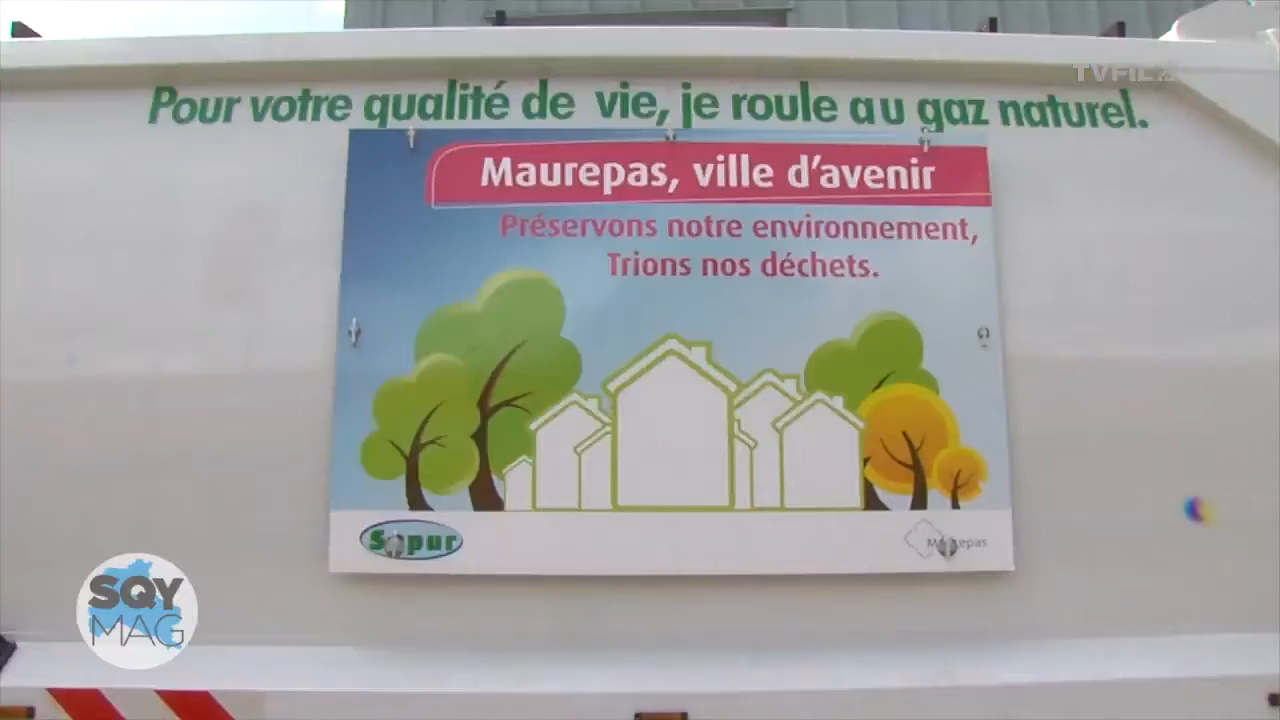 TVFIL
Pour votre qualité de vie, je roule au gaz naturel.
Maurepas, ville d'avenir
Préservons notre environnement,
Trions nos déchets.
Sepur
Maurepas
SQY
MAG